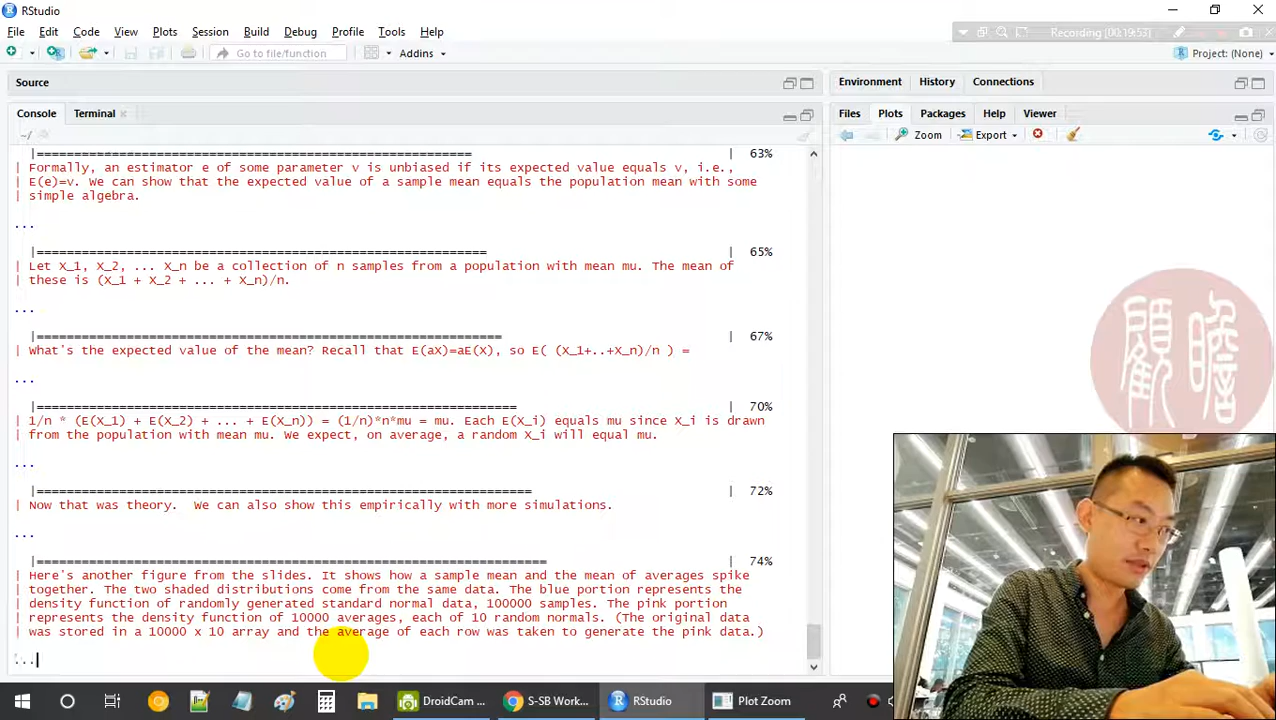 RStudio
File Edit Code View Plots Session Build Debug Profile Tools Help
Recording [00:19:53]
Go to file/function
Addins
Project: (None)
Source
Environment History Connections
Console Terminal
Files Plots Packages Help Viewer
~/
Zoom Export
|========================================================== | 63%
| Formally, an estimator e of some parameter v is unbiased if its expected value equals v, i.e.,
| E(e)=v. We can show that the expected value of a sample mean equals the population mean with some
| simple algebra.
...
|============================================================ | 65%
| Let X_1, X_2, ... X_n be a collection of n samples from a population with mean mu. The mean of
| these is (X_1 + X_2 + ... + X_n)/n.
...
|============================================================== | 67%
| What's the expected value of the mean? Recall that E(aX)=aE(X), so E( (X_1+..+X_n)/n ) =
...
|================================================================ | 70%
| 1/n * (E(X_1) + E(X_2) + ... + E(X_n)) = (1/n)*n*mu = mu. Each E(X_i) equals mu since X_i is drawn
| from the population with mean mu. We expect, on average, a random X_i will equal mu.
...
|================================================================== | 72%
| Now that was theory.  We can also show this empirically with more simulations.
...
|==================================================================== | 74%
| Here's another figure from the slides. It shows how a sample mean and the mean of averages spike
| together. The two shaded distributions come from the same data. The blue portion represents the
| density function of randomly generated standard normal data, 100000 samples. The pink portion
| represents the density function of 10000 averages, each of 10 random normals. (The original data
| was stored in a 10000 x 10 array and the average of each row was taken to generate the pink data.)
...
顧瞻
DroidCam ... S-SB Work... RStudio Plot Zoom